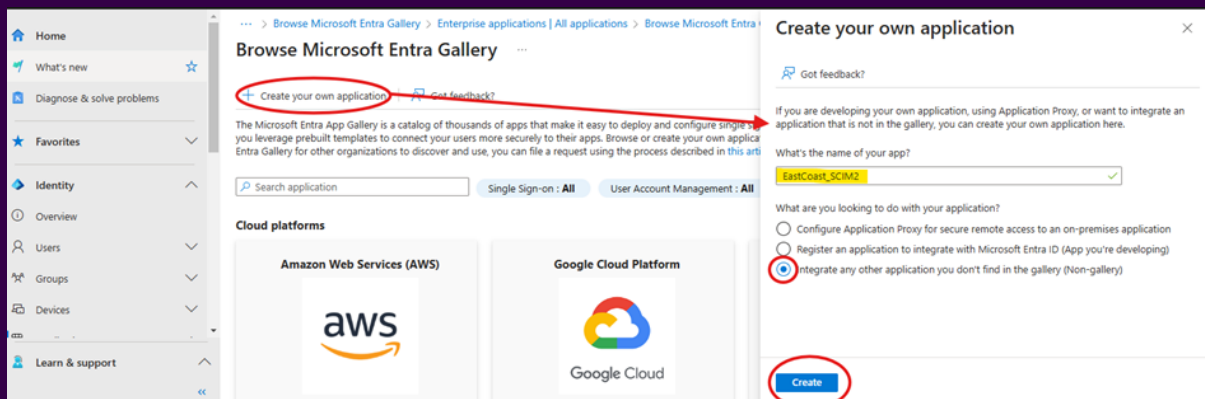 Home
What's new
Diagnose & solve problems
Favorites
Identity
Overview
Users
Groups
Devices
Learn & support
«
··· > Browse Microsoft Entra Gallery > Enterprise applications | All applications > Browse Microsoft Entra
Browse Microsoft Entra Gallery ···
+ Create your own application
Got feedback?
The Microsoft Entra App Gallery is a catalog of thousands of apps that make it easy to deploy and configure single
you leverage prebuilt templates to connect your users more securely to their apps. Browse or create your own
Entra Gallery for other organizations to discover and use, you can file a request using the process described in this
Search application
Single Sign-on : All
User Account Management : All
Cloud platforms
Amazon Web Services (AWS)
aws
Google Cloud Platform
Google Cloud
Create your own application
Got feedback?
If you are developing your own application, using Application Proxy, or want to integrate an
application that is not in the gallery, you can create your own application here.
What's the name of your app?
EastCoast_SCIM2
What are you looking to do with your application?
Configure Application Proxy for secure remote access to an on-premises application
Register an application to integrate with Microsoft Entra ID (App you're developing)
Integrate any other application you don't find in the gallery (Non-gallery)
Create